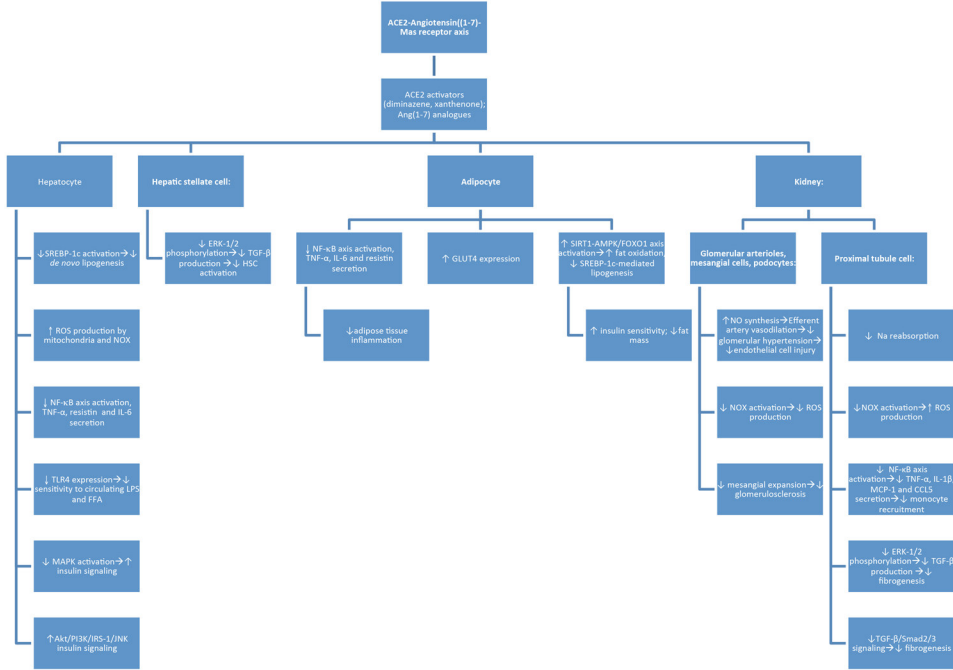 ACE2-Angiotensin((1-7)-
Mas receptor axis
ACE2 activators
(diminazene, xanthenone);
Ang(1-7) analogues
Hepatocyte
↓SREBP-1c activation→↓
de novo lipogenesis
↑ ROS production by
mitochondria and NOX
↓ NF-κB axis activation,
TNF-α, resistin and IL-6
secretion
↓ TLR4 expression→↓
sensitivity to circulating LPS
and FFA
↓ MAPK activation→↑
insulin signaling
↑Akt/PI3K/IRS-1/JNK
insulin signaling
Hepatic stellate cell:
↓ ERK-1/2
phosphorylation→↓ TGF-β
production→↓ HSC
activation
Adipocyte
↓ NF-κB axis activation,
TNF-α, IL-6 and resistin
secretion
↓adipose tissue
inflammation
↑ GLUT4 expression
↑ SIRT1-AMPK/FOXO1 axis
activation→↑ fat oxidation,
↓ SREBP-1c-mediated
lipogenesis
↑ Insulin sensitivity; ↓fat
mass
Kidney:
Glomerular arterioles,
mesangial cells, podocytes:
↑NO synthesis→Efferent
artery vasodilation→↓
glomerular hypertension→
↓endothelial cell injury
↓ NOX activation→↓ ROS
production
↓ mesangial expansion→↓
glomerulosclerosis
Proximal tubule cell:
↓ Na reabsorption
↓NOX activation→↑ ROS
production
↓ NF-κB axis
activation→↓ TNF-α, IL-1β,
MCP-1 and CCL5
secretion→↓ monocyte
recruitment
↓ ERK-1/2
phosphorylation→↓ TGF-β
production →↓
fibrogenesis
↓TGF-β/Smad2/3
signaling→↓ fibrogenesis